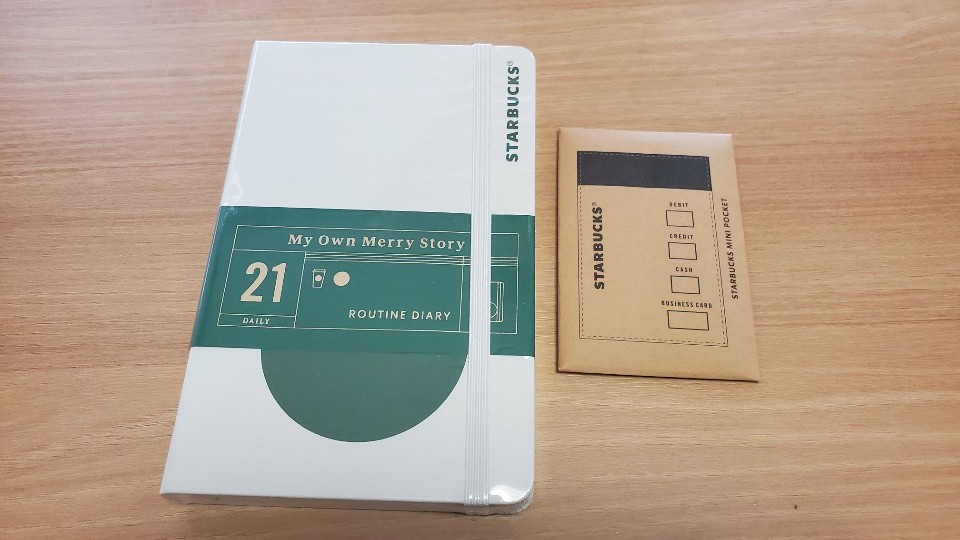 STARBUCKS®
My Own Merry Story
21
DAILY
ROUTINE DIARY
STARBUCKS®
DEBIT
CREDIT
CASH
BUSINESS CARD
STARBUCKS MINI POCKET